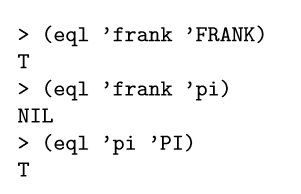 > (eql ’frank ’FRANK)
T
> (eql ’frank ’pi)
NIL
> (eql ’pi ’PI)
T